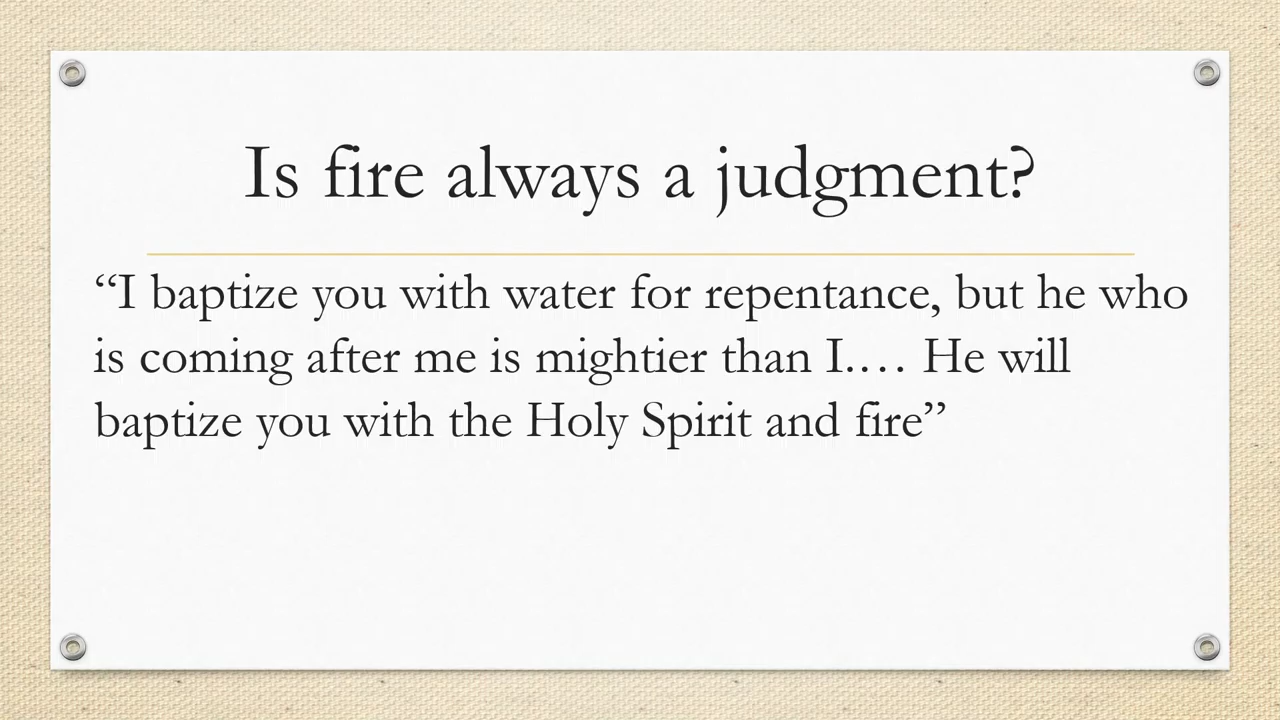 Is fire always a judgment?
“I baptize you with water for repentance, but he who
is coming after me is mightier than I.… He will
baptize you with the Holy Spirit and fire”